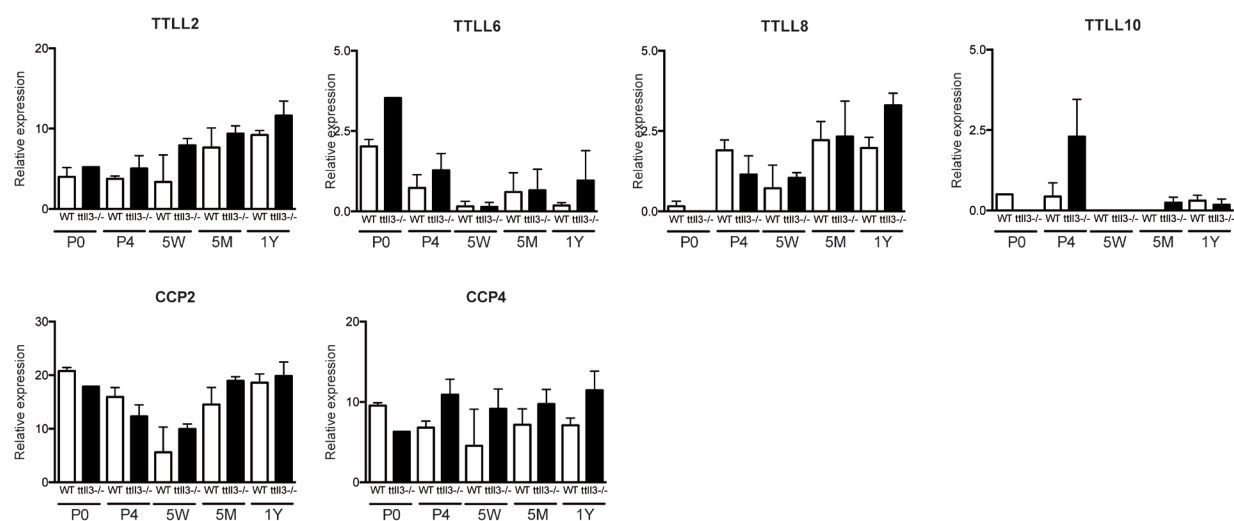 TTLL2
20
10
0
Relative expression
WT ttll3-/- WT ttll3-/- WT ttll3-/- WT ttll3-/- WT ttll3-/-
P0 P4 5W 5M 1Y
TTLL6
5.0
2.5
0.0
Relative expression
WT ttll3-/- WT ttll3-/- WT ttll3-/- WT ttll3-/- WT ttll3-/-
P0 P4 5W 5M 1Y
TTLL8
5.0
2.5
0.0
Relative expression
WT ttll3-/- WT ttll3-/- WT ttll3-/- WT ttll3-/- WT ttll3-/-
P0 P4 5W 5M 1Y
TTLL10
5.0
2.5
0.0
Relative expression
WT ttll3-/- WT ttll3-/- WT ttll3-/- WT ttll3-/- WT ttll3-/-
P0 P4 5W 5M 1Y
CCP2
30
20
10
0
Relative expression
WT ttll3-/- WT ttll3-/- WT ttll3-/- WT ttll3-/- WT ttll3-/-
P0 P4 5W 5M 1Y
CCP4
20
10
0
Relative expression
WT ttll3-/- WT ttll3-/- WT ttll3-/- WT ttll3-/- WT ttll3-/-
P0 P4 5W 5M 1Y